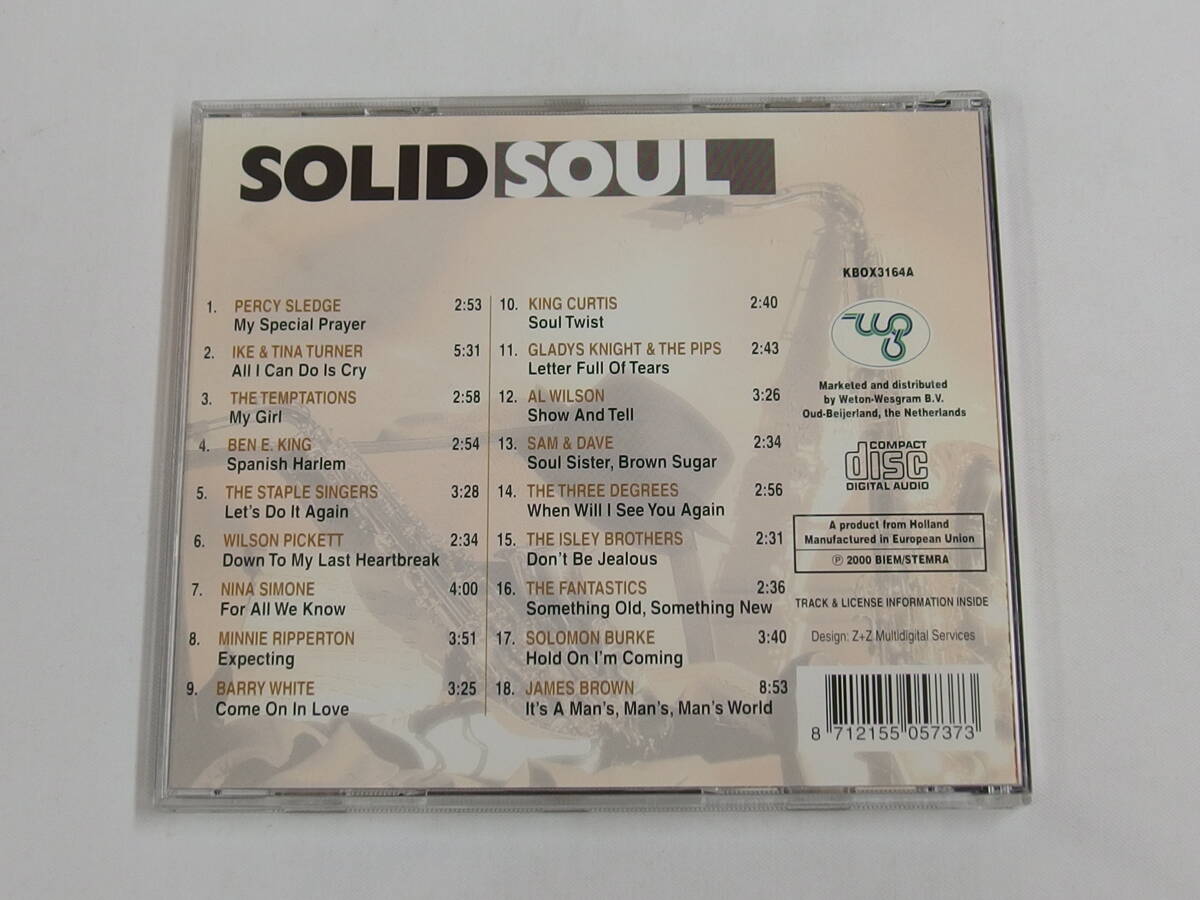 SOLID SOUL
1. PERCY SLEDGE 2:53
My Special Prayer
2. IKE & TINA TURNER 5:31
All I Can Do Is Cry
3. THE TEMPTATIONS 2:58
My Girl
4. BEN E. KING 2:54
Spanish Harlem
5. THE STAPLE SINGERS 3:28
Let's Do It Again
6. WILSON PICKETT 2:34
Down To My Last Heartbreak
7. NINA SIMONE 4:00
For All We Know
8. MINNIE RIPPERTON 3:51
Expecting
9. BARRY WHITE 3:25
Come On In Love
10. KING CURTIS 2:40
Soul Twist
11. GLADYS KNIGHT & THE PIPS 2:43
Letter Full Of Tears
12. AL WILSON 3:26
Show And Tell
13. SAM & DAVE 2:34
Soul Sister, Brown Sugar
14. THE THREE DEGREES 2:56
When Will I See You Again
15. THE ISLEY BROTHERS 2:31
Don't Be Jealous
16. THE FANTASTICS 2:36
Something Old, Something New
17. SOLOMON BURKE 3:40
Hold On I'm Coming
18. JAMES BROWN 8:53
It's A Man's, Man's, Man's World
KBOX3164A
Marketed and distributed
by Weton-Wesgram B.V.
Oud-Beijerland, the Netherlands
COMPACT
disc
DIGITAL AUDIO
A product from Holland
Manufactured in European Union
℗ 2000 BIEM/STEMRA
TRACK & LICENSE INFORMATION INSIDE
Design: Z+Z Multidigital Services
8 712155 057373